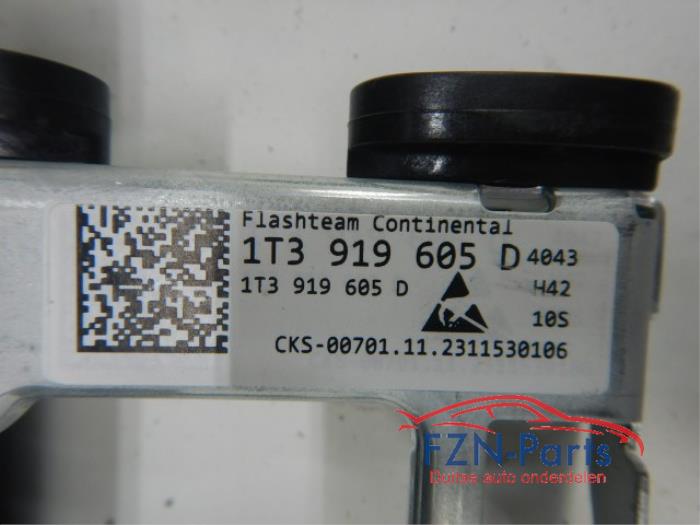 Flashteam Continental
1T3 919 605 D 4043
1T3 919 605 D H42
10S
CKS-00701.11.2311530106
FZN-Parts
Duitse auto onderdelen